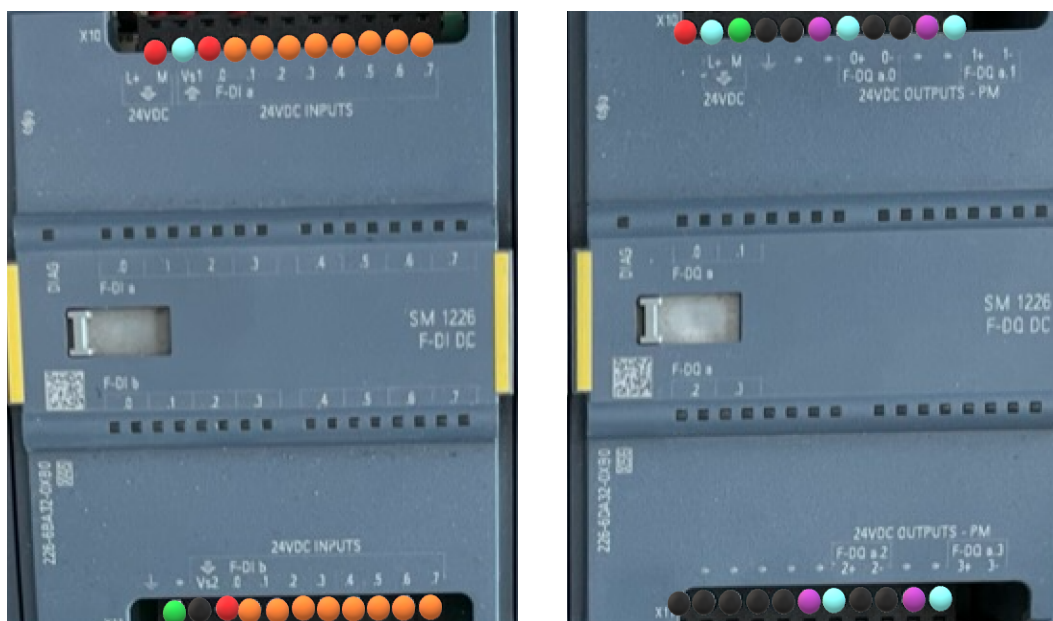 X10
L+ M Vs1 .0 .1 .2 .3 .4 .5 .6 .7
F-DI a
24VDC
24VDC INPUTS
DIAG
.0 .1 .2 .3 .4 .5 .6 .7
F-DI a
SM 1226
F-DI DC
F-DI b
.0 .1 .2 .3 .4 .5 .6 .7
226-6BA32-0XB0
24VDC INPUTS
F-DI b
Vs2 .0 .1 .2 .3 .4 .5 .6 .7
X10
L+ M 0+ 0- 1+ 1-
F-DQ a.0 F-DQ a.1
24VDC
24VDC OUTPUTS - PM
DIAG
.0 .1
F-DQ a
SM 1226
F-DQ DC
F-DQ a
.2 .3
226-6DA32-0XB0
24VDC OUTPUTS - PM
F-DQ a.2 F-DQ a.3
2+ 2- 3+ 3-